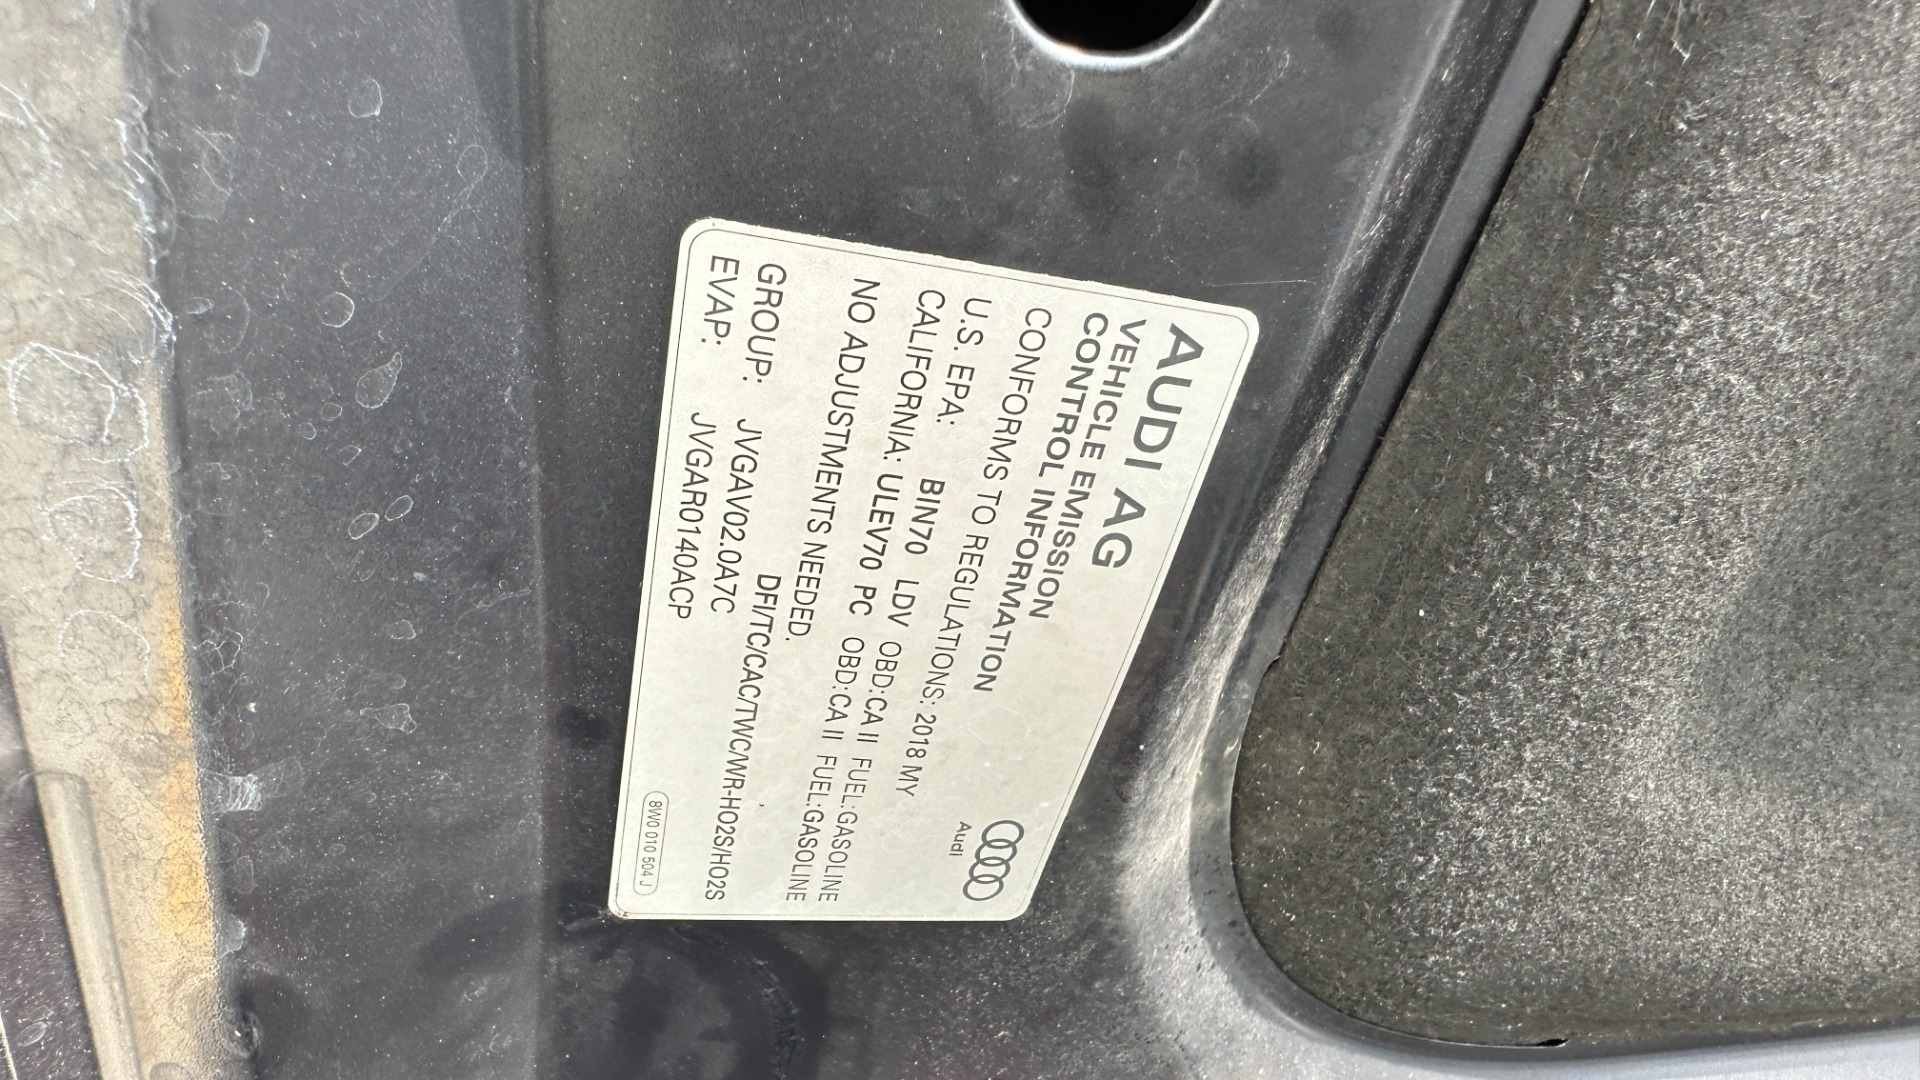 AUDI AG
VEHICLE EMISSION
CONTROL INFORMATION
Audi
CONFORMS TO REGULATIONS: 2018 MY
U.S. EPA: BIN70 LDV OBD:CA II FUEL:GASOLINE
CALIFORNIA: ULEV70 PC OBD:CA II FUEL:GASOLINE
NO ADJUSTMENTS NEEDED.
DFI/TC/CAC/TWC/WR-HO2S/HO2S
GROUP: JVGAV02.0A7C
EVAP: JVGAR0140ACP
8W0 010 504 J